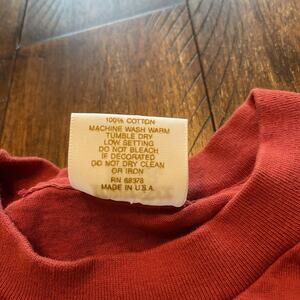 100% COTTON
MACHINE WASH WARM
TUMBLE DRY
LOW SETTING
DO NOT BLEACH
IF DECORATED
DO NOT DRY CLEAN
OR IRON
RN 68378
MADE IN U.S.A.